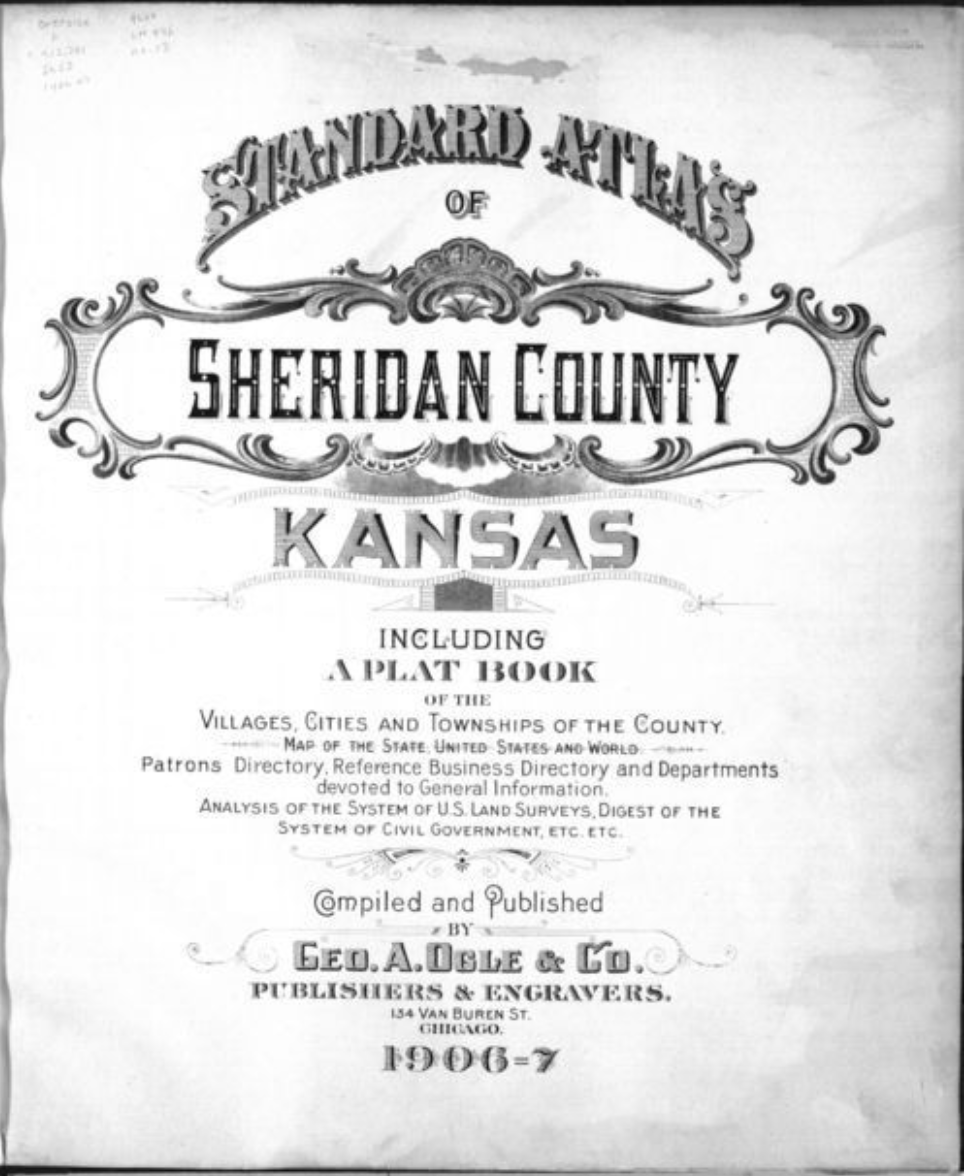 STANDARD ATLAS
OF
SHERIDAN COUNTY
KANSAS
INCLUDING
A PLAT BOOK
OF THE
VILLAGES, CITIES AND TOWNSHIPS OF THE COUNTY.
MAP OF THE STATE, UNITED STATES AND WORLD.
Patrons Directory, Reference Business Directory and Departments
devoted to General Information.
ANALYSIS OF THE SYSTEM OF U.S. LAND SURVEYS, DIGEST OF THE
SYSTEM OF CIVIL GOVERNMENT, ETC. ETC.
Compiled and Published
BY
GEO. A. OGLE & CO.
PUBLISHERS & ENGRAVERS.
134 VAN BUREN ST.
CHICAGO.
1906=7